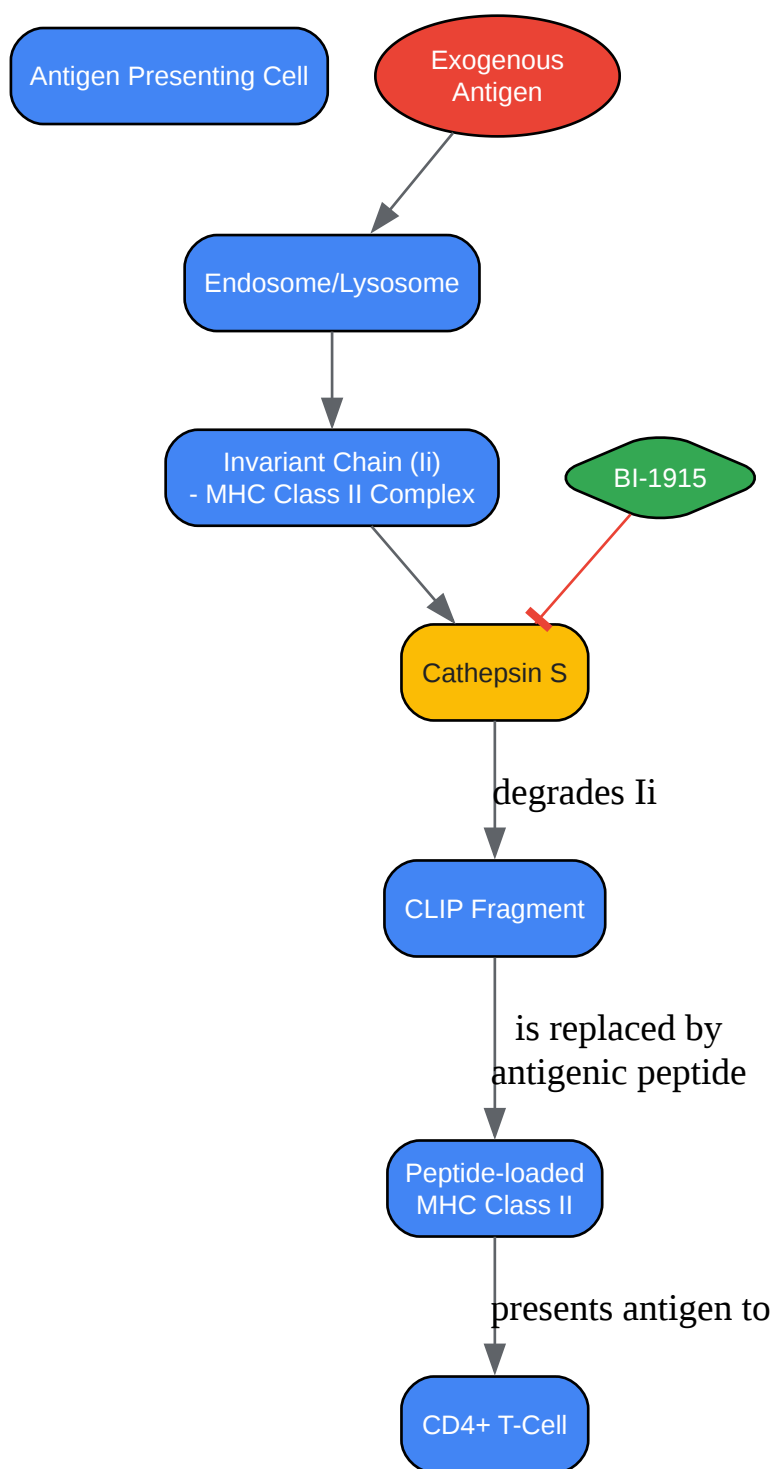 Antigen Presenting Cell
Exogenous
Antigen
Endosome/Lysosome
Invariant Chain (Ii)
- MHC Class II Complex
BI-1915
Cathepsin S
degrades Ii
CLIP Fragment
is replaced by
antigenic peptide
Peptide-loaded
MHC Class II
presents antigen to
CD4+ T-Cell